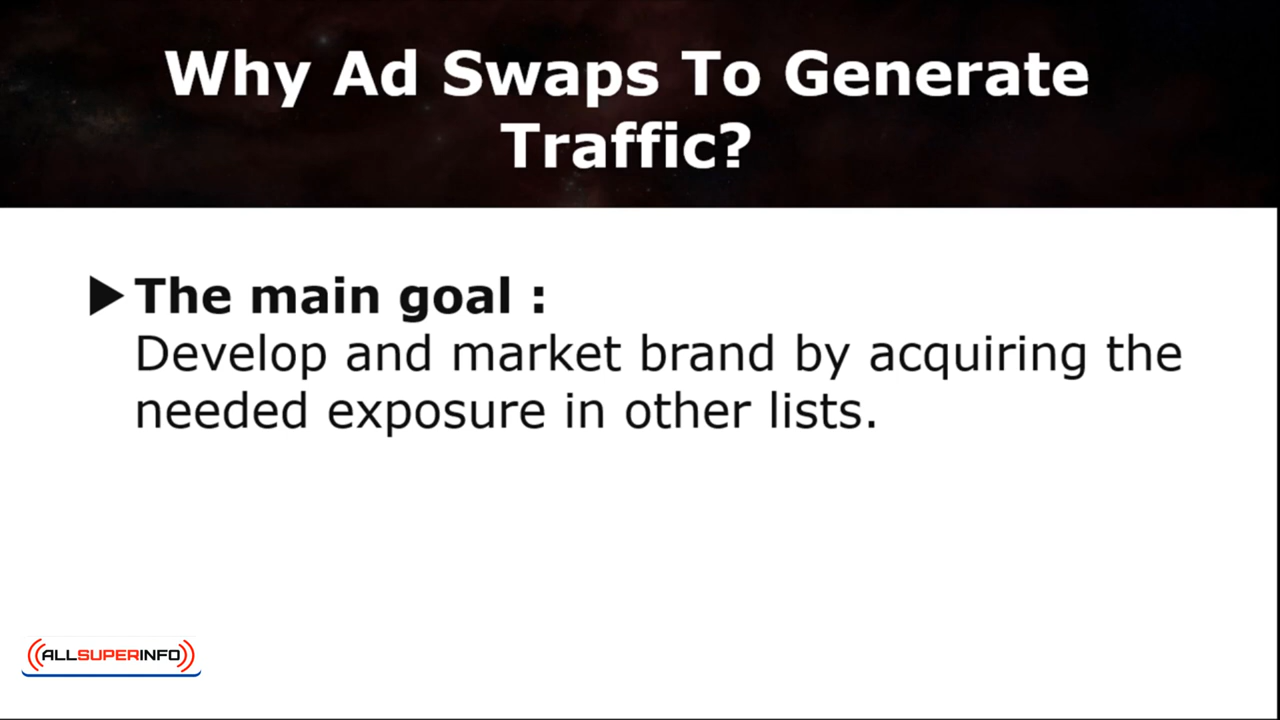 Why Ad Swaps To Generate
Traffic?
▶ The main goal :
Develop and market brand by acquiring the
needed exposure in other lists.
((ALLSUPERINFO))